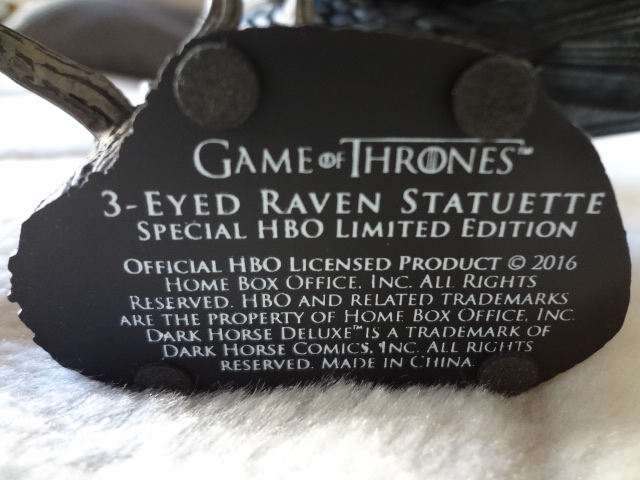 GAME OF THRONES™
3-EYED RAVEN STATUETTE
SPECIAL HBO LIMITED EDITION
OFFICIAL HBO LICENSED PRODUCT © 2016
HOME BOX OFFICE, INC. ALL RIGHTS
RESERVED. HBO AND RELATED TRADEMARKS
ARE THE PROPERTY OF HOME BOX OFFICE, INC.
DARK HORSE DELUXE™ IS A TRADEMARK OF
DARK HORSE COMICS, INC. ALL RIGHTS
RESERVED. MADE IN CHINA.